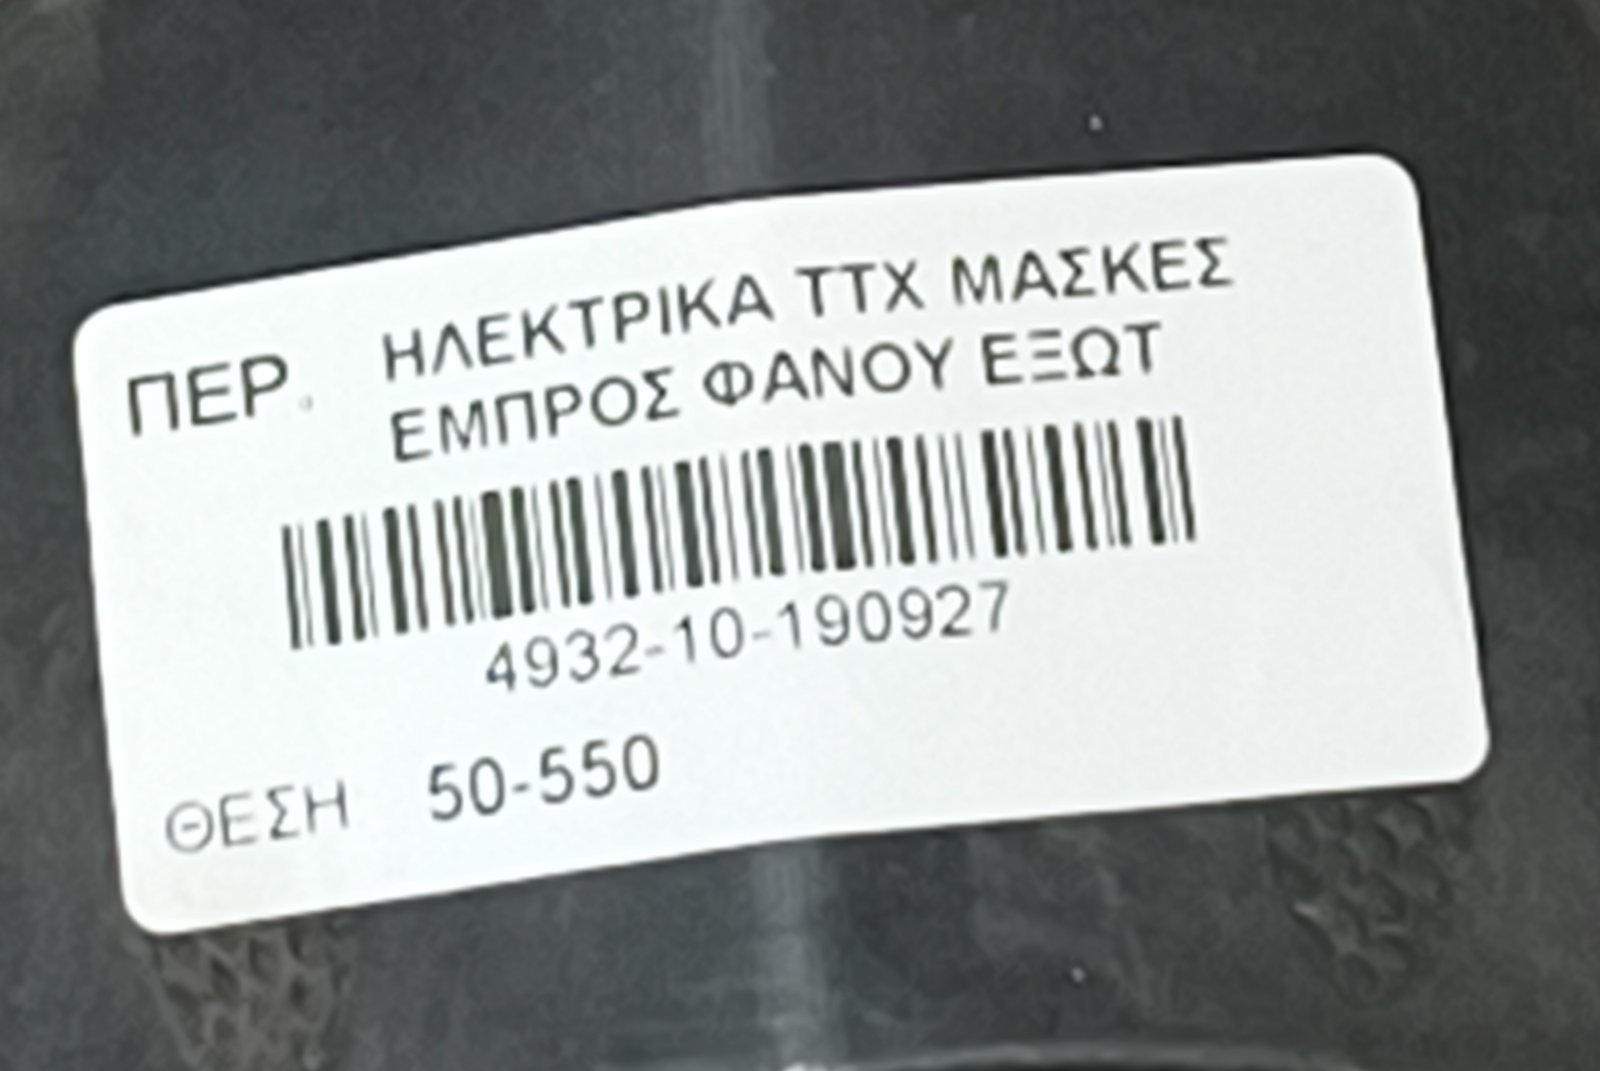 ΠΕΡ. ΗΛΕΚΤΡΙΚΑ ΤΤΧ ΜΑΣΚΕΣ
ΕΜΠΡΟΣ ΦΑΝΟΥ ΕΞΩΤ
4932-10-190927
ΘΕΣΗ 50-550